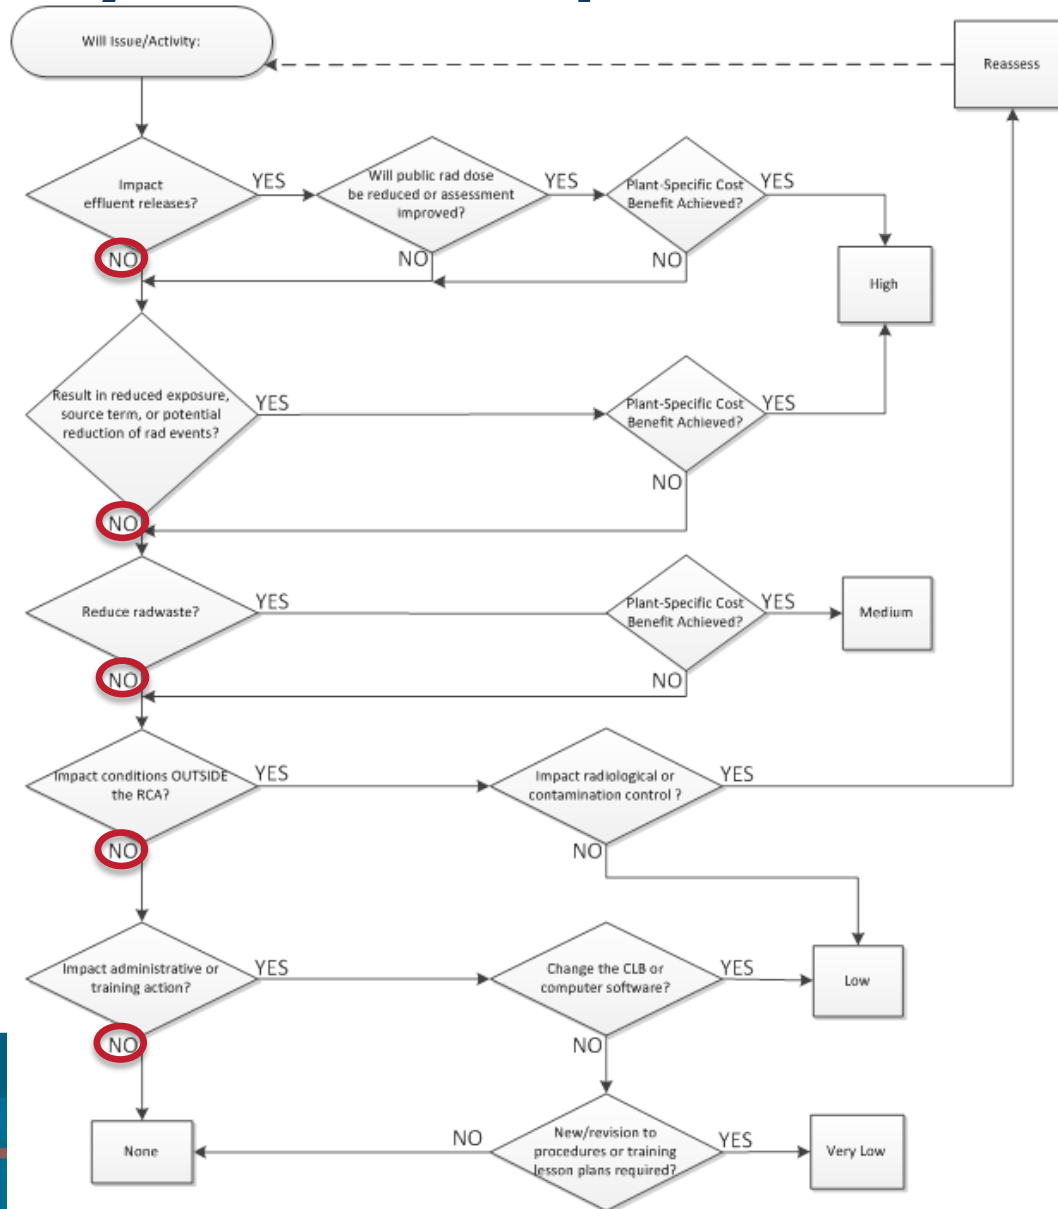 Will Issue/Activity:
Reassess
Impact
effluent releases?
YES
Will public rad dose
be reduced or assessment
improved?
YES
Plant-Specific Cost
Benefit Achieved?
YES
NO
NO
NO
High
Result in reduced exposure,
source term, or potential
reduction of rad events?
YES
Plant-Specific Cost
Benefit Achieved?
YES
NO
NO
Reduce radwaste?
YES
Plant-Specific Cost
Benefit Achieved?
YES
Medium
NO
NO
Impact conditions OUTSIDE
the RCA?
YES
Impact radiological or
contamination control ?
YES
NO
NO
Impact administrative or
training action?
YES
Change the CLB or
computer software?
YES
Low
NO
NO
None
NO
New/revision to
procedures or training
lesson plans required?
YES
Very Low